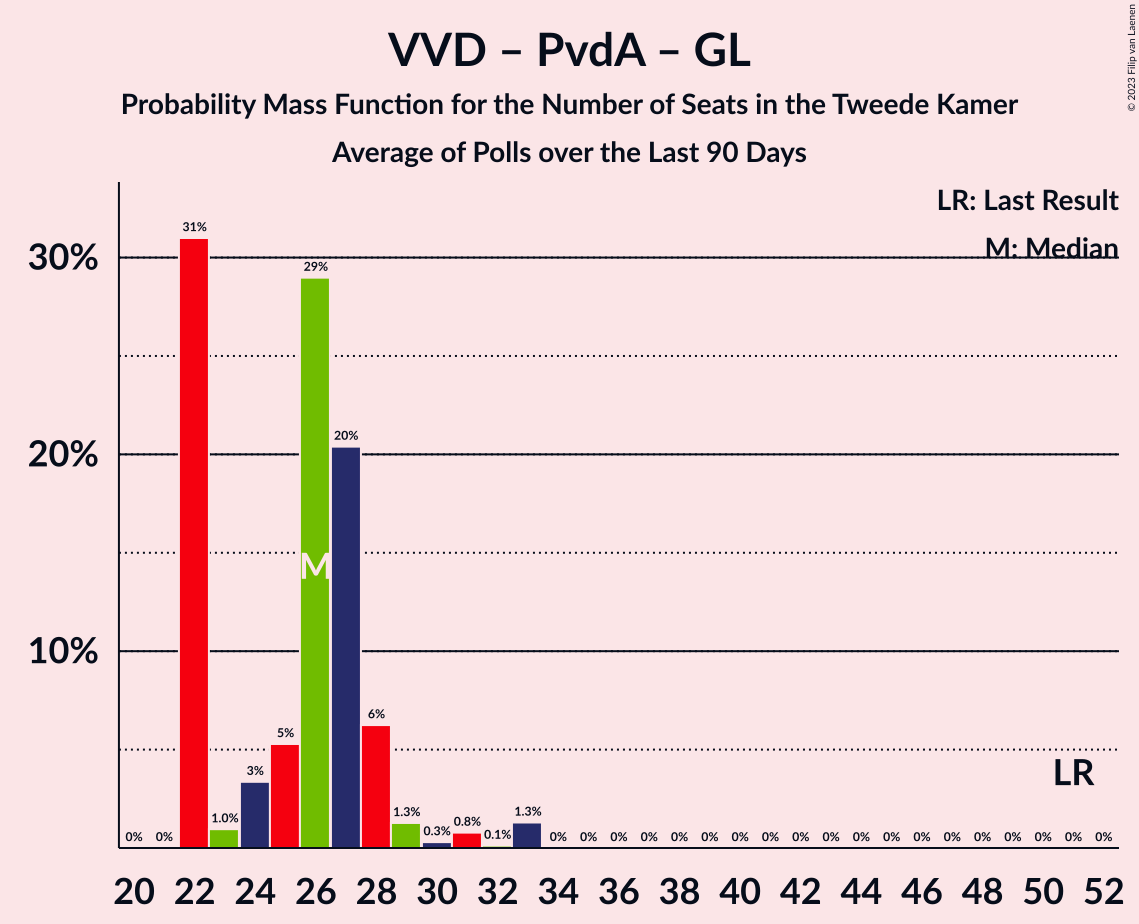 VVD – PvdA – GL
Probability Mass Function for the Number of Seats in the Tweede Kamer
Average of Polls over the Last 90 Days
© 2023 Filip van Laenen
LR: Last Result
M: Median
30%
20%
10%
0% 0% 31% 1.0% 3% 5% 29% 20% 6% 1.3% 0.3% 0.8% 0.1% 1.3% 0% 0% 0% 0% 0% 0% 0% 0% 0% 0% 0% 0% 0% 0% 0% 0% 0% 0% 0%
M
LR
20 22 24 26 28 30 32 34 36 38 40 42 44 46 48 50 52